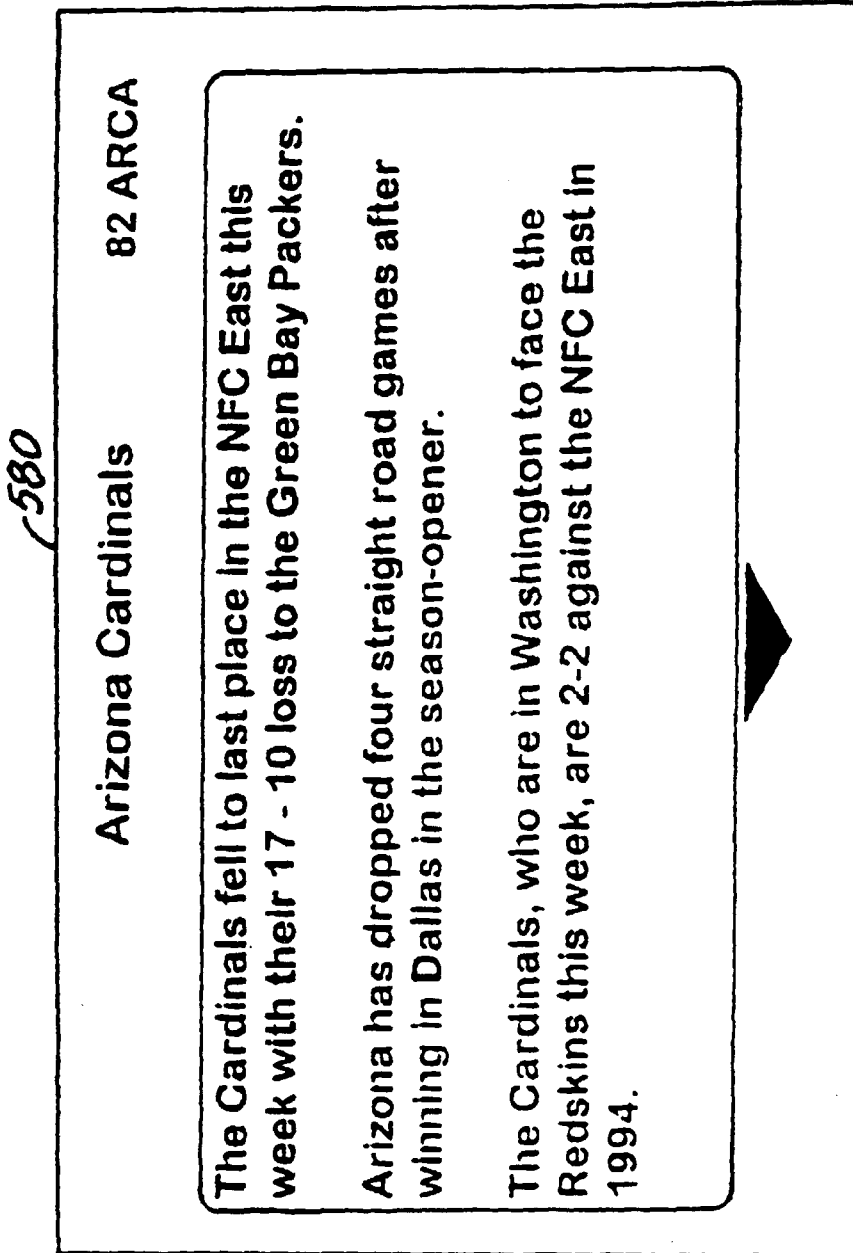 580
Arizona Cardinals 82 ARCA
The Cardinals fell to last place in the NFC East this
week with their 17 - 10 loss to the Green Bay Packers.
Arizona has dropped four straight road games after
winning in Dallas in the season-opener.
The Cardinals, who are in Washington to face the
Redskins this week, are 2-2 against the NFC East in
1994.